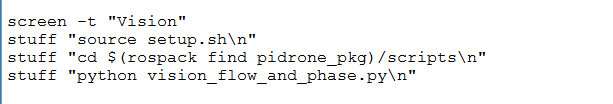 screen -t "Vision"
stuff "source setup.sh\n"
stuff "cd $(rospack find pidrone_pkg)/scripts\n"
stuff "python vision_flow_and_phase.py\n"